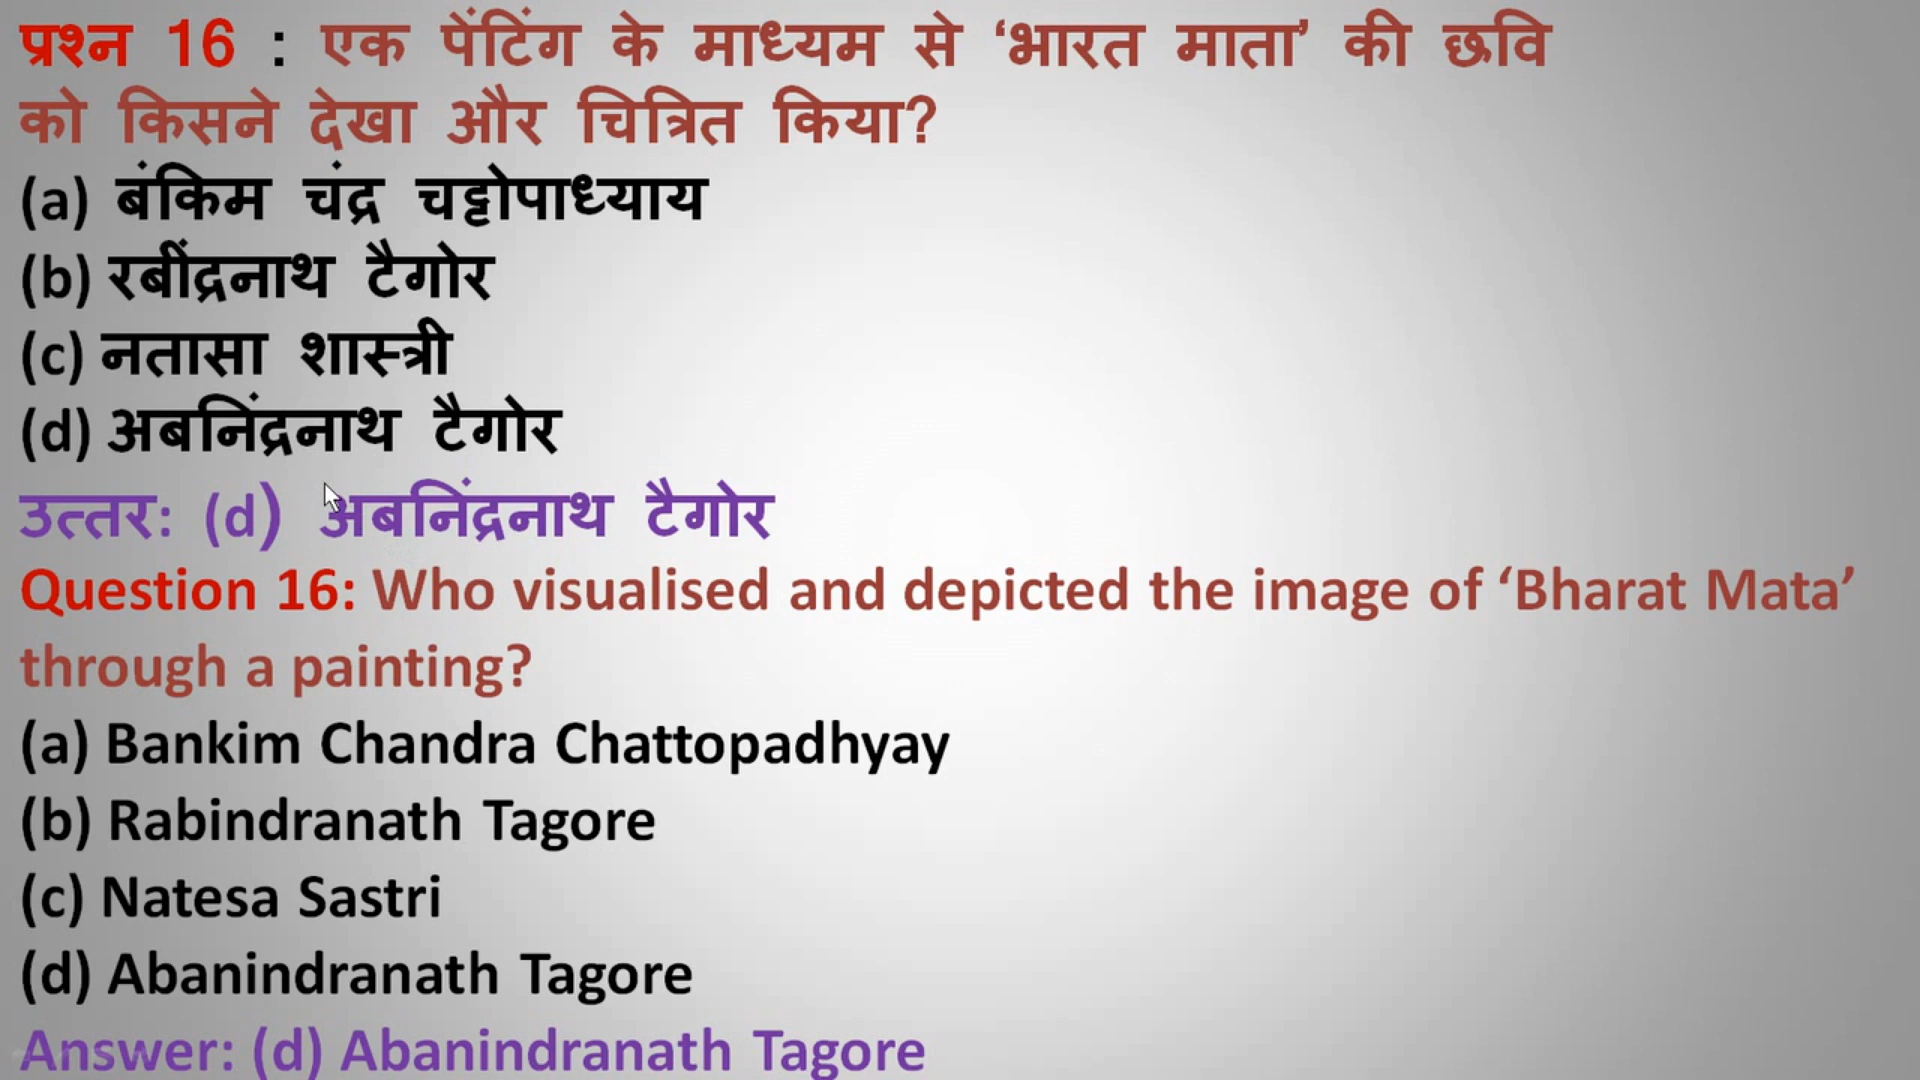 प्रश्न 16 : एक पेंटिंग के माध्यम से ‘भारत माता’ की छवि
को किसने देखा और चित्रित किया?
(a) बंकिम चंद्र चट्टोपाध्याय
(b) रबींद्रनाथ टैगोर
(c) नतासा शास्त्री
(d) अबनिंद्रनाथ टैगोर
उत्तर: (d) अबनिंद्रनाथ टैगोर
Question 16: Who visualised and depicted the image of ‘Bharat Mata’
through a painting?
(a) Bankim Chandra Chattopadhyay
(b) Rabindranath Tagore
(c) Natesa Sastri
(d) Abanindranath Tagore
Answer: (d) Abanindranath Tagore